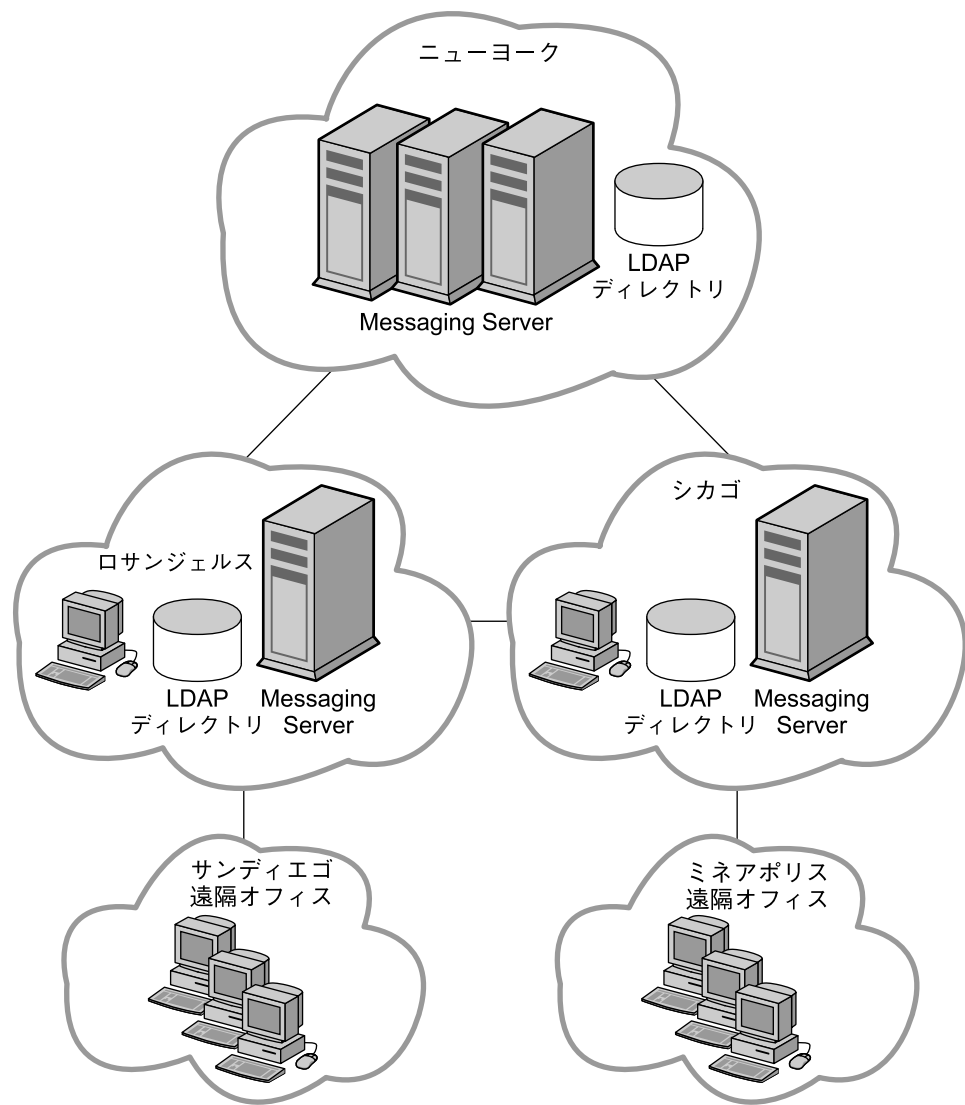 ニューヨーク
LDAP
ディレクトリ
Messaging Server
ロサンジェルス
LDAP
ディレクトリ
Messaging
Server
シカゴ
LDAP
ディレクトリ
Messaging
Server
サンディエゴ
遠隔オフィス
ミネアポリス
遠隔オフィス